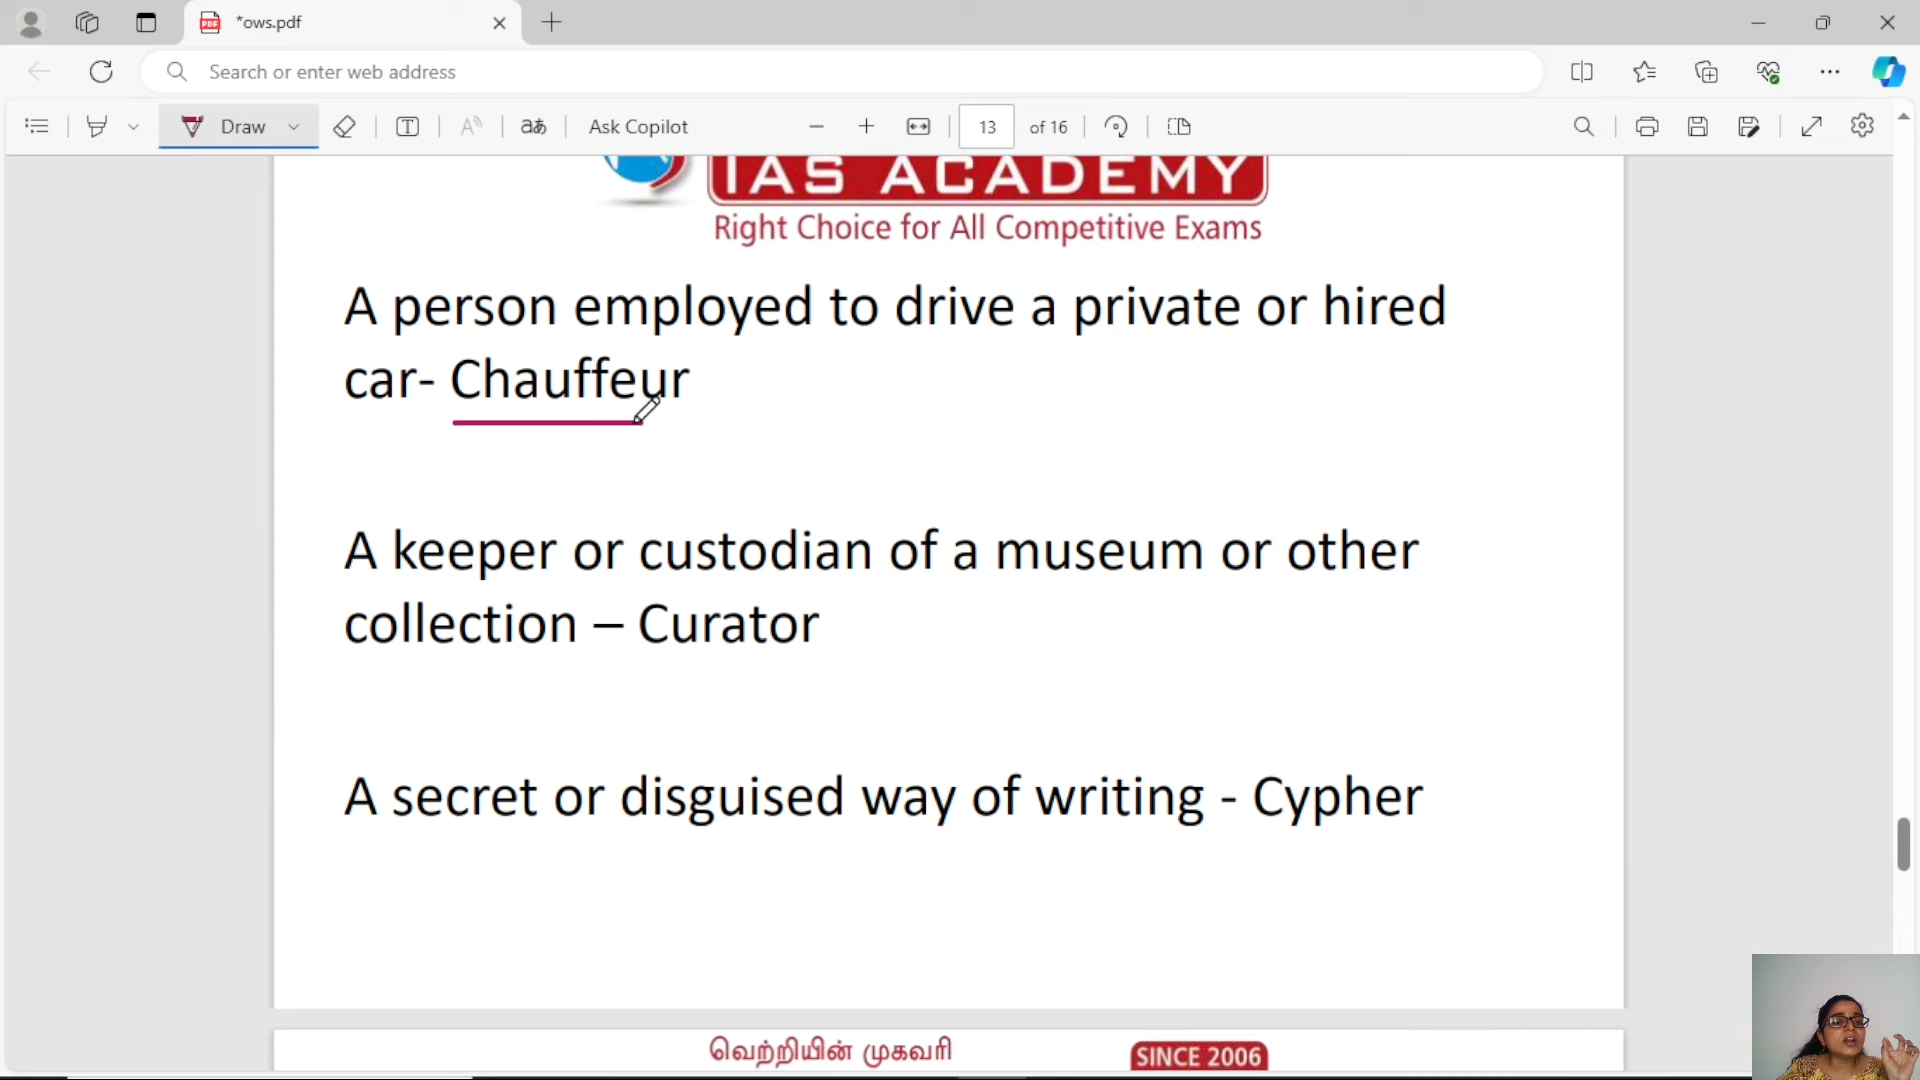 *ows.pdf
Search or enter web address
Draw
Ask Copilot
13 of 16
IAS ACADEMY
Right Choice for All Competitive Exams
A person employed to drive a private or hired
car- Chauffeur
A keeper or custodian of a museum or other
collection – Curator
A secret or disguised way of writing - Cypher
வெற்றியின் முகவரி
SINCE 2006